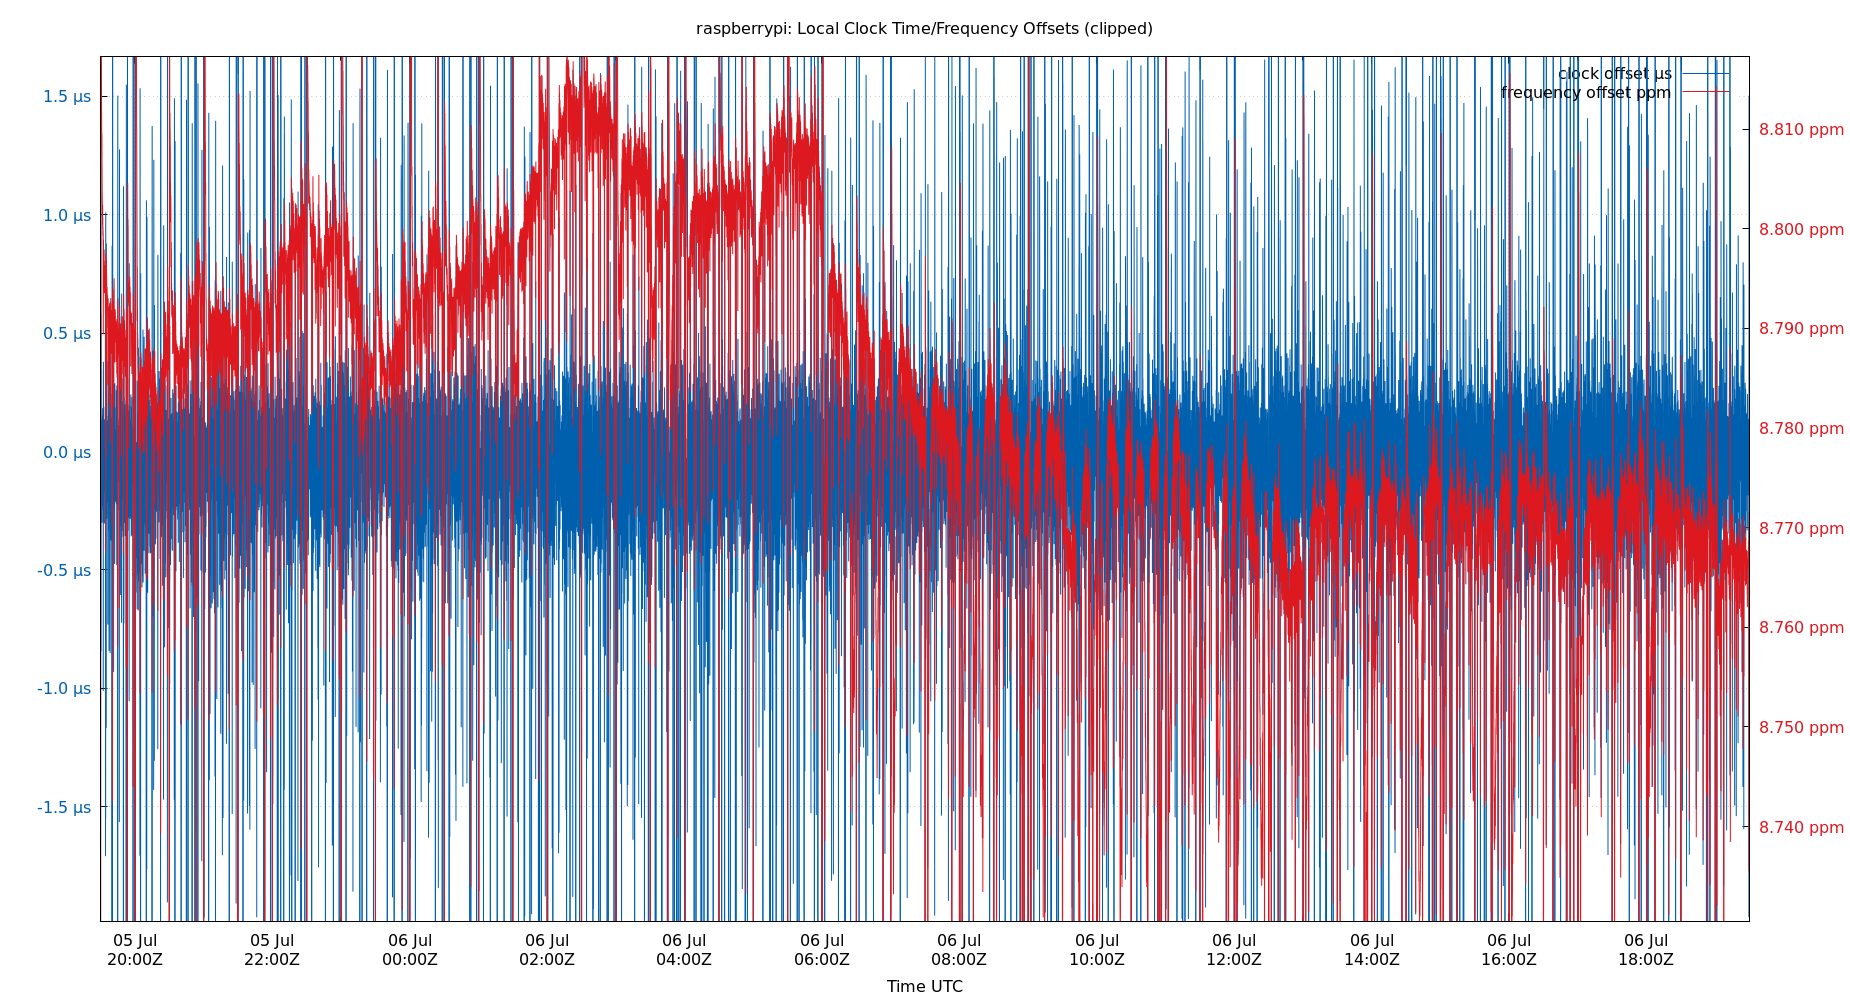 raspberrypi: Local Clock Time/Frequency Offsets (clipped)
clock offset µs
frequency offset ppm
1.5 µs
1.0 µs
0.5 µs
0.0 µs
-0.5 µs
-1.0 µs
-1.5 µs
8.810 ppm
8.800 ppm
8.790 ppm
8.780 ppm
8.770 ppm
8.760 ppm
8.750 ppm
8.740 ppm
05 Jul 05 Jul 06 Jul 06 Jul 06 Jul 06 Jul 06 Jul 06 Jul 06 Jul 06 Jul 06 Jul 06 Jul
20:00Z 22:00Z 00:00Z 02:00Z 04:00Z 06:00Z 08:00Z 10:00Z 12:00Z 14:00Z 16:00Z 18:00Z
Time UTC